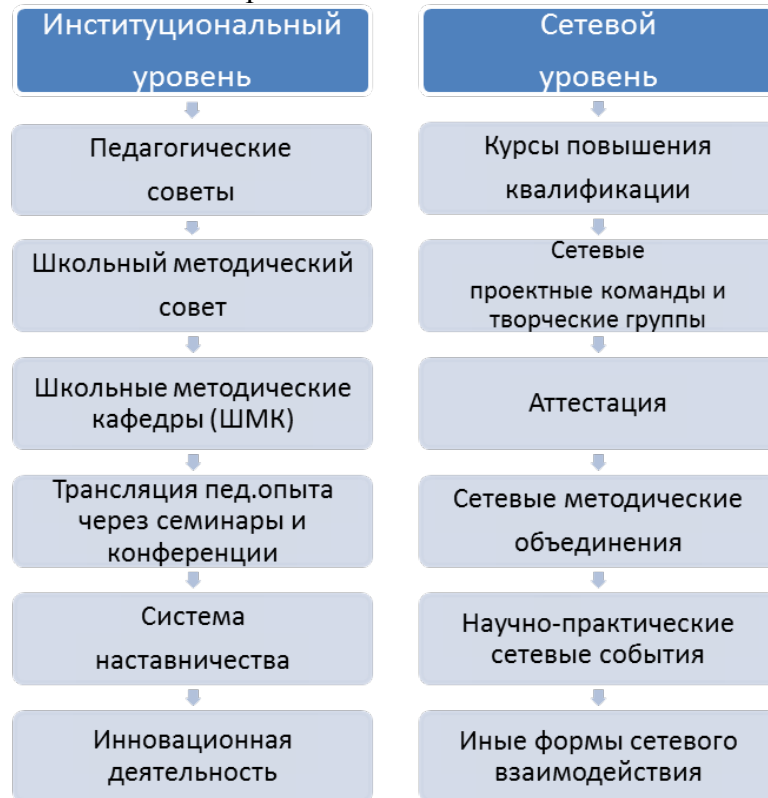 Институциональный
уровень
Педагогические
советы
Школьный методический
совет
Школьные методические
кафедры (ШМК)
Трансляция пед.опыта
через семинары и
конференции
Система
наставничества
Инновационная
деятельность
Сетевой
уровень
Курсы повышения
квалификации
Сетевые
проектные команды и
творческие группы
Аттестация
Сетевые методические
объединения
Научно-практические
сетевые события
Иные формы сетевого
взаимодействия